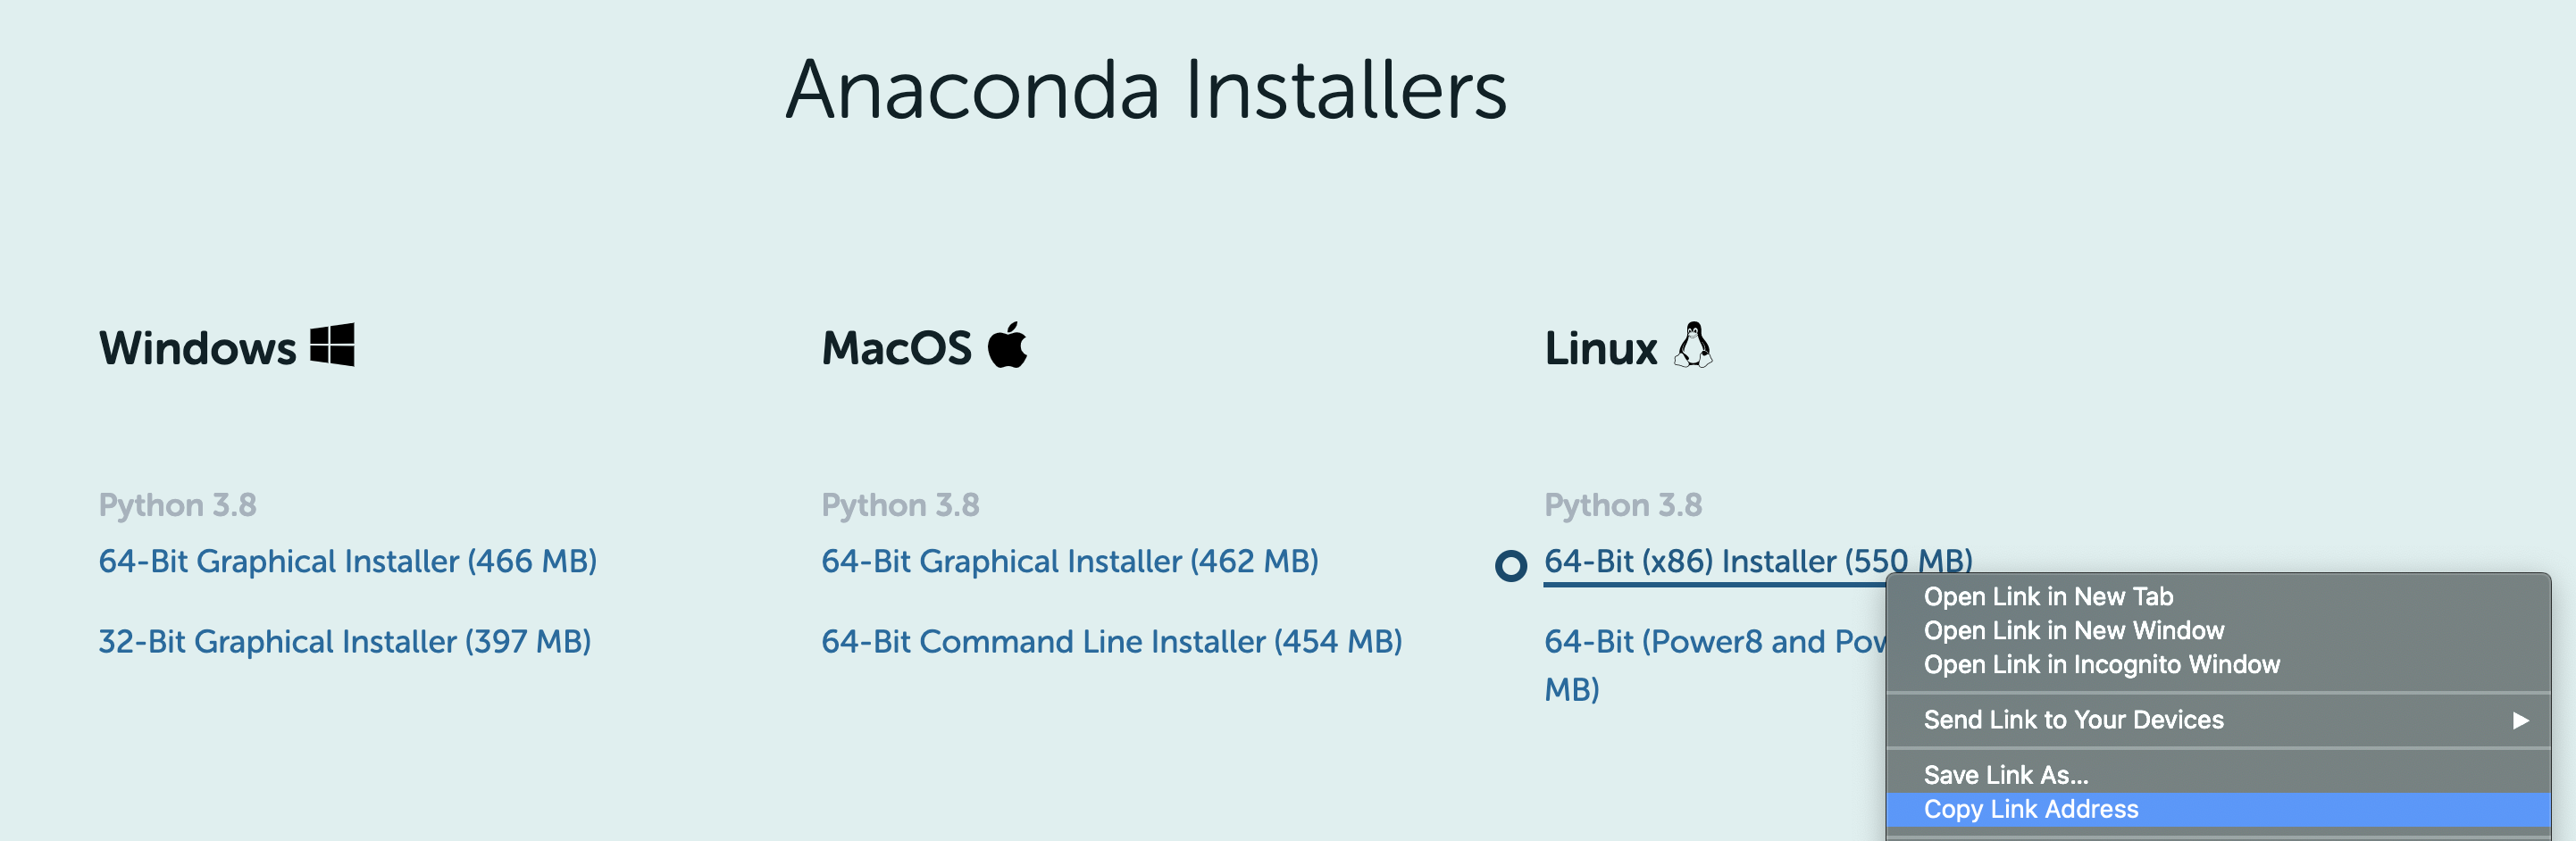 Anaconda Installers
Windows
MacOS
Linux
Python 3.8
64-Bit Graphical Installer (466 MB)
32-Bit Graphical Installer (397 MB)
Python 3.8
64-Bit Graphical Installer (462 MB)
64-Bit Command Line Installer (454 MB)
Python 3.8
64-Bit (x86) Installer (550 MB)
64-Bit (Power8 and
MB)
Open Link in New Tab
Open Link in New Window
Open Link in Incognito Window
Send Link to Your Devices
Save Link As...
Copy Link Address